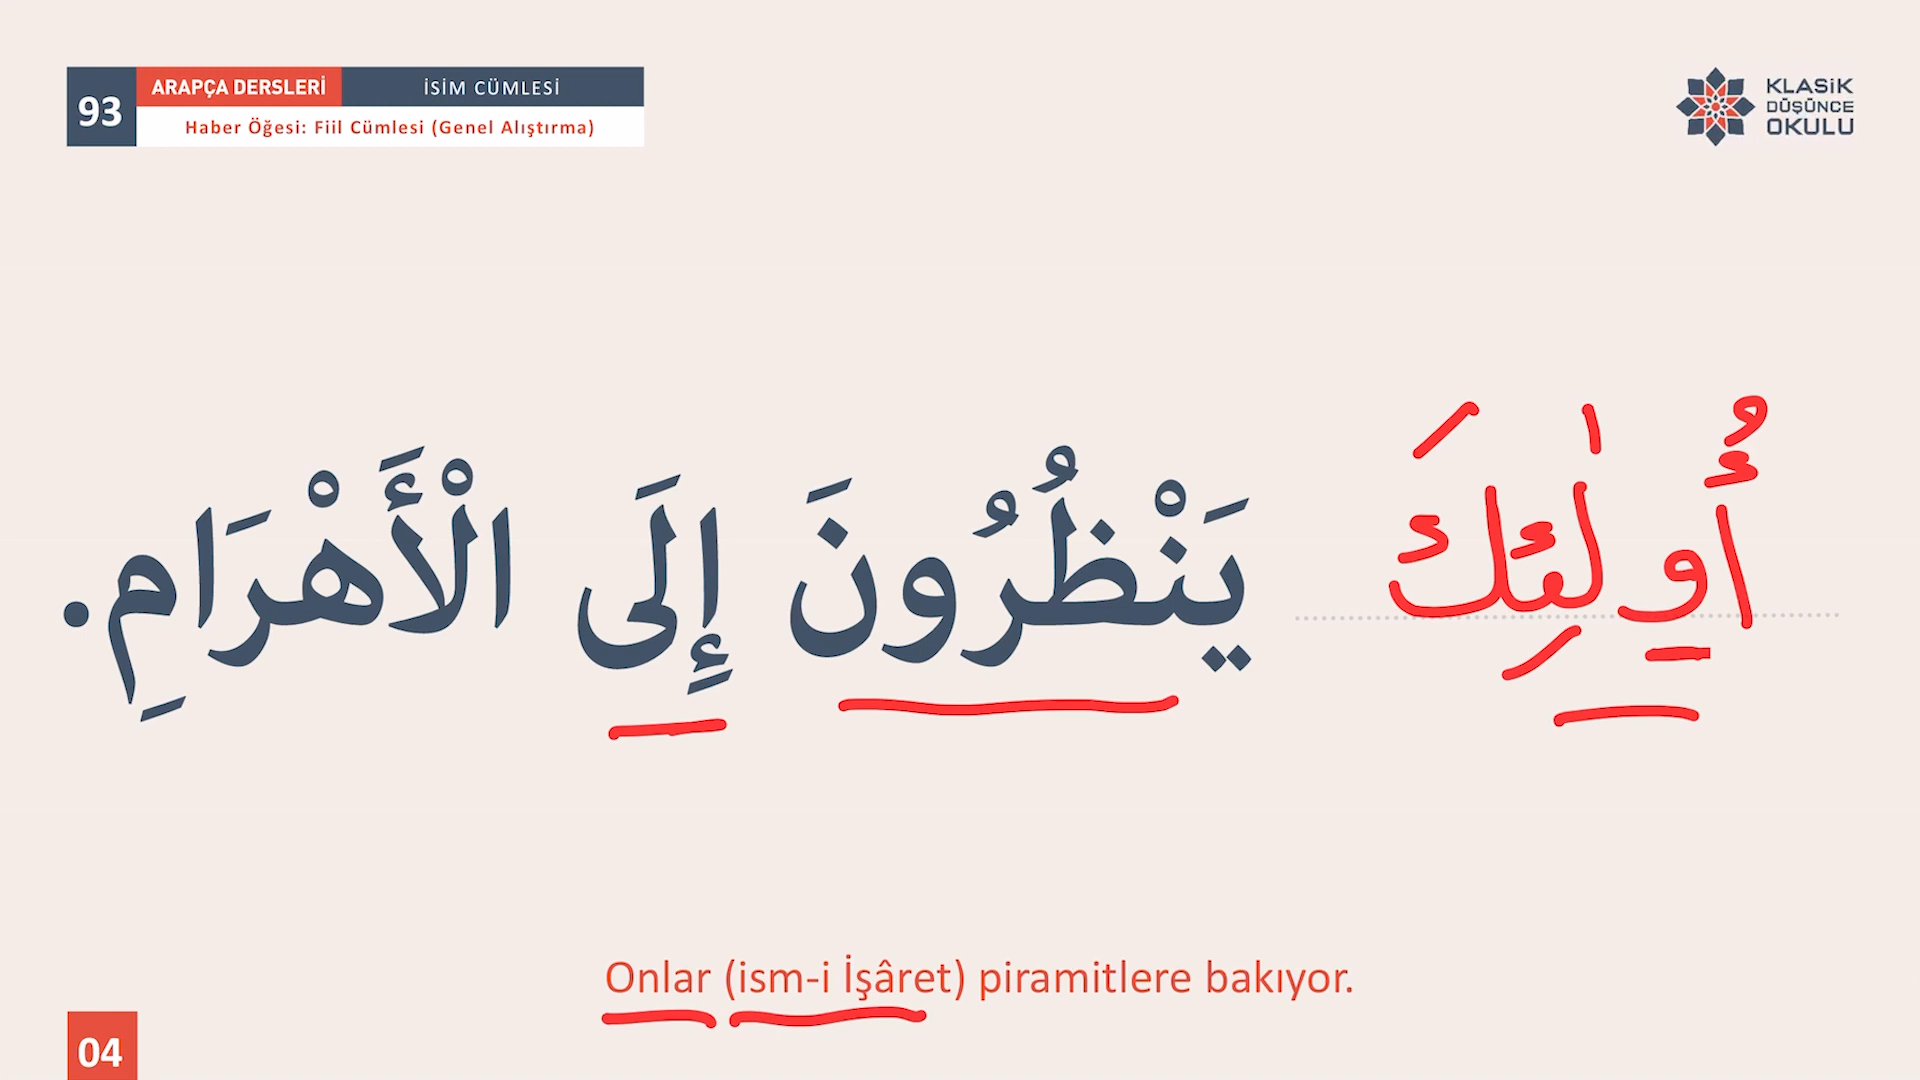 93
ARAPÇA DERSLERİ İSİM CÜMLESİ
Haber Öğesi: Fiil Cümlesi (Genel Alıştırma)
KLASİK
DÜŞÜNCE
OKULU
أُولٰئِكَ يَنْظُرُونَ إِلَى الْأَهْرَامِ.
Onlar (ism-i İşâret) piramitlere bakıyor.
04